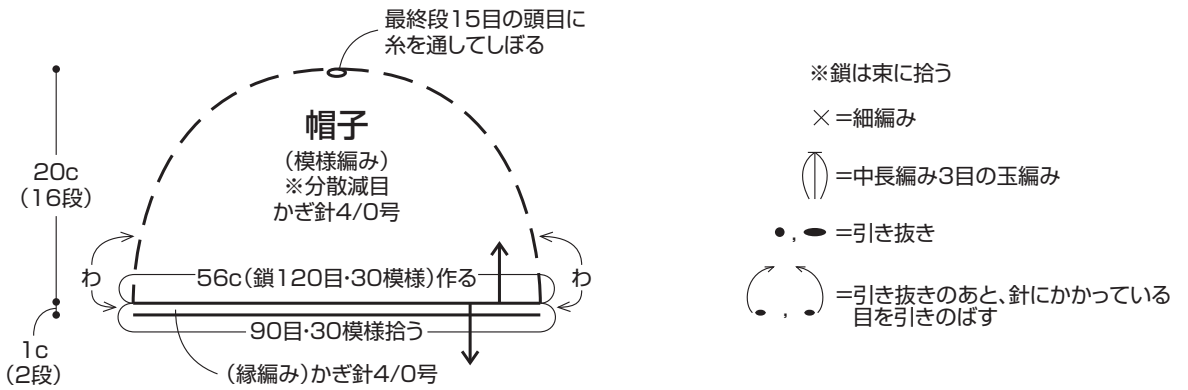 最終段15目の頭目に
糸を通してしぼる
帽子
(模様編み)
※分散減目
かぎ針4/0号
20c
(16段)
わ
わ
56c(鎖120目·30模様)作る
90目·30模様拾う
1c
(2段)
(縁編み)かぎ針4/0号
※鎖は束に拾う
×=細編み
=中長編み3目の玉編み
● , ⬬ =引き抜き
=引き抜きのあと、針にかかっている
目を引きのばす